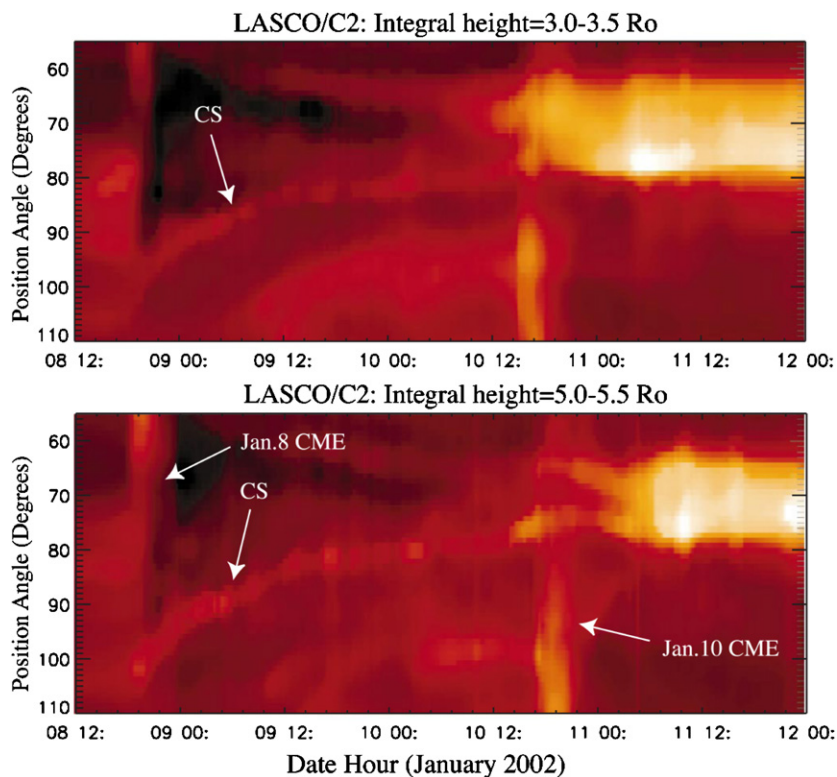 LASCO/C2: Integral height=3.0-3.5 Ro
Position Angle (Degrees)
60
70
80
90
100
110
CS
08 12: 09 00: 09 12: 10 00: 10 12: 11 00: 11 12: 12 00:
LASCO/C2: Integral height=5.0-5.5 Ro
Position Angle (Degrees)
60
70
80
90
100
110
Jan.8 CME
CS
Jan.10 CME
08 12: 09 00: 09 12: 10 00: 10 12: 11 00: 11 12: 12 00:
Date Hour (January 2002)